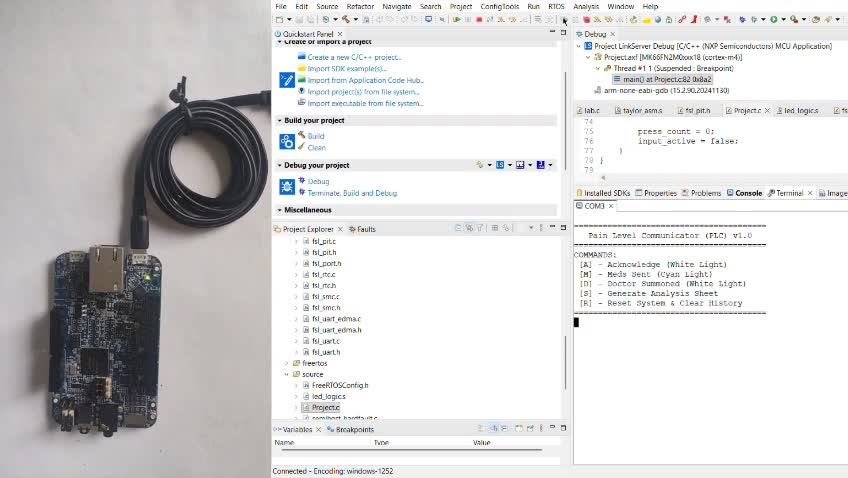 File Edit Source Refactor Navigate Search Project ConfigTools Run RTOS Analysis Window Help
Quickstart Panel
Create or import a project
Create a new C/C++ project...
Import SDK example(s)...
Import from Application Code Hub...
Import project(s) from file system...
Import executable from file system...
Build your project
Build
Clean
Debug your project
Debug
Terminate, Build and Debug
Miscellaneous
Project Explorer
Faults
fsl_pit.c
fsl_pit.h
fsl_port.h
fsl_rtc.c
fsl_rtc.h
fsl_smc.c
fsl_smc.h
fsl_uart_edma.c
fsl_uart_edma.h
fsl_uart.c
fsl_uart.h
freertos
source
FreeRTOSConfig.h
led_logic.s
Project.c
semihost_hardfault.c
Variables
Breakpoints
Name Type Value
Connected - Encoding: windows-1252
Debug
Project LinkServer Debug [C/C++ (NXP Semiconductors) MCU Application]
Project.axf [MK66FN2M0xxx18 (cortex-m4)]
Thread #1 1 (Suspended : Breakpoint)
main() at Project.c:82 0x8a2
arm-none-eabi-gdb (15.2.90.20241130)
lab.c taylor_asm.s fsl_pit.h Project.c led_logic.s
74
75 press_count = 0;
76 input_active = false;
77 }
78 }
79
Installed SDKs Properties Problems Console Terminal Image
COM3
========================================
Pain Level Communicator (PLC) v1.0
========================================
COMMANDS:
[A] - Acknowledge (White Light)
[M] - Meds Sent (Cyan Light)
[D] - Doctor Summoned (White Light)
[S] - Generate Analysis Sheet
[R] - Reset System & Clear History
========================================